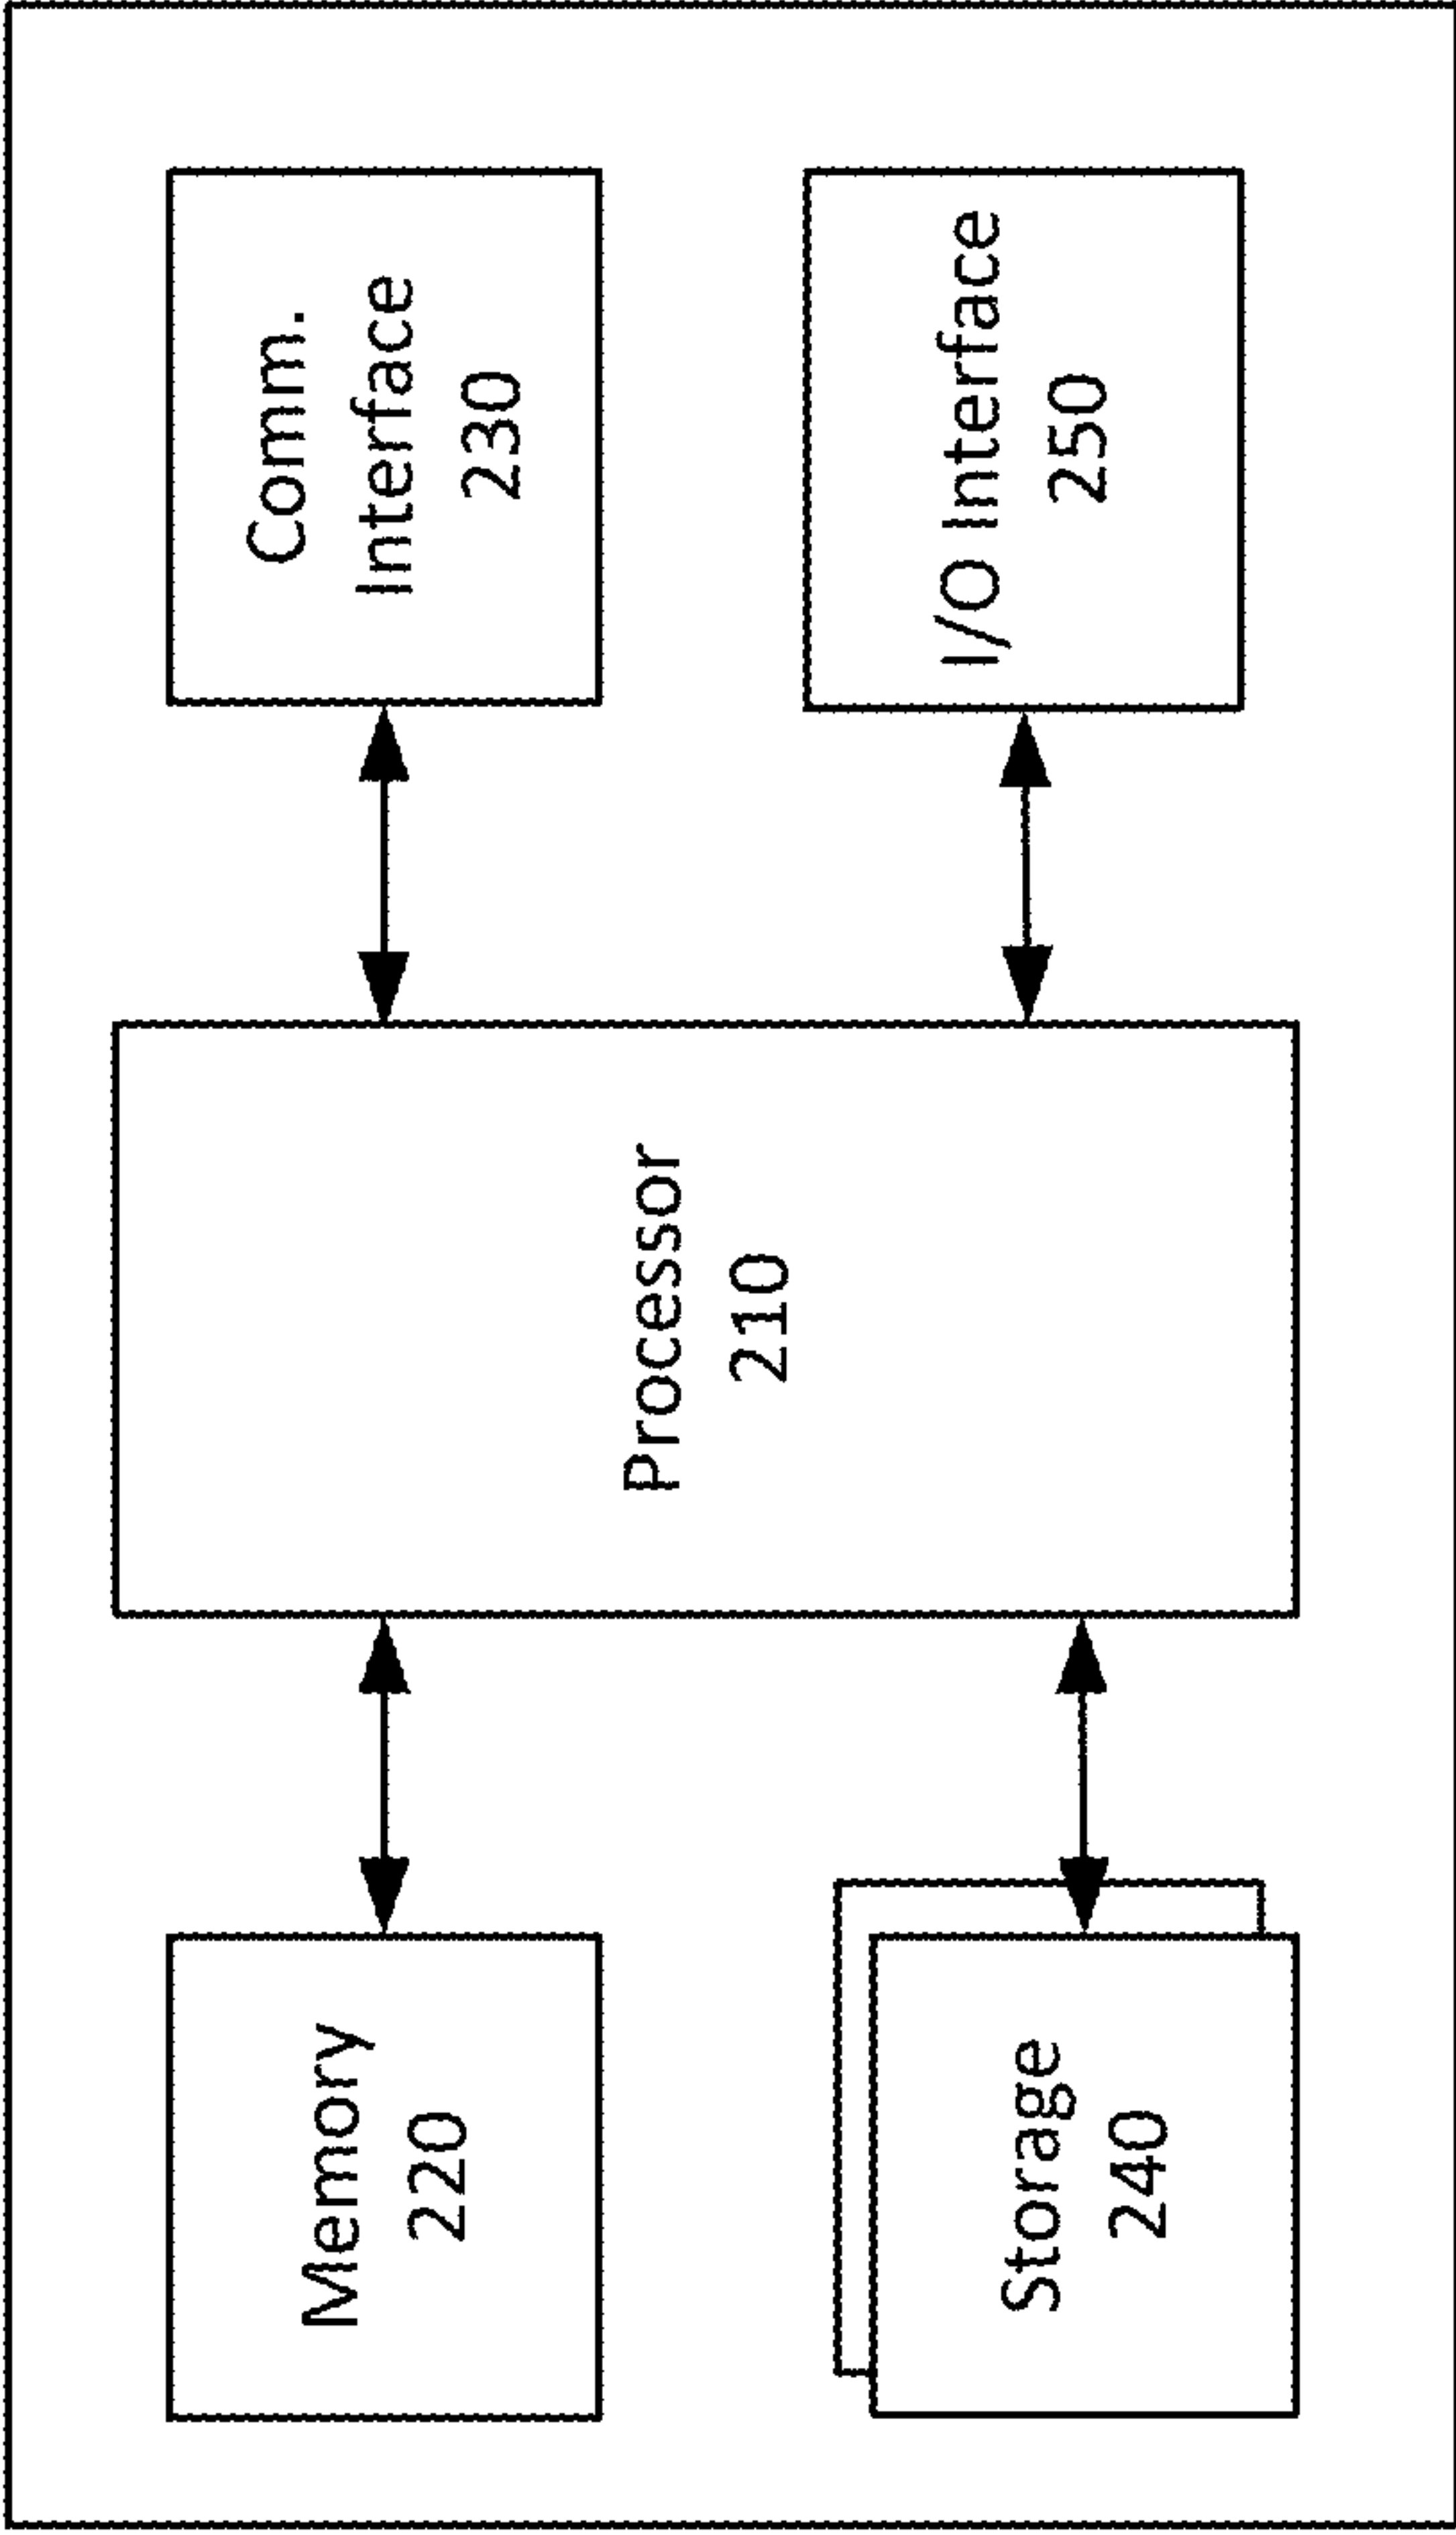 Memory
220
Processor
210
Comm.
Interface
230
Storage
240
I/O Interface
250